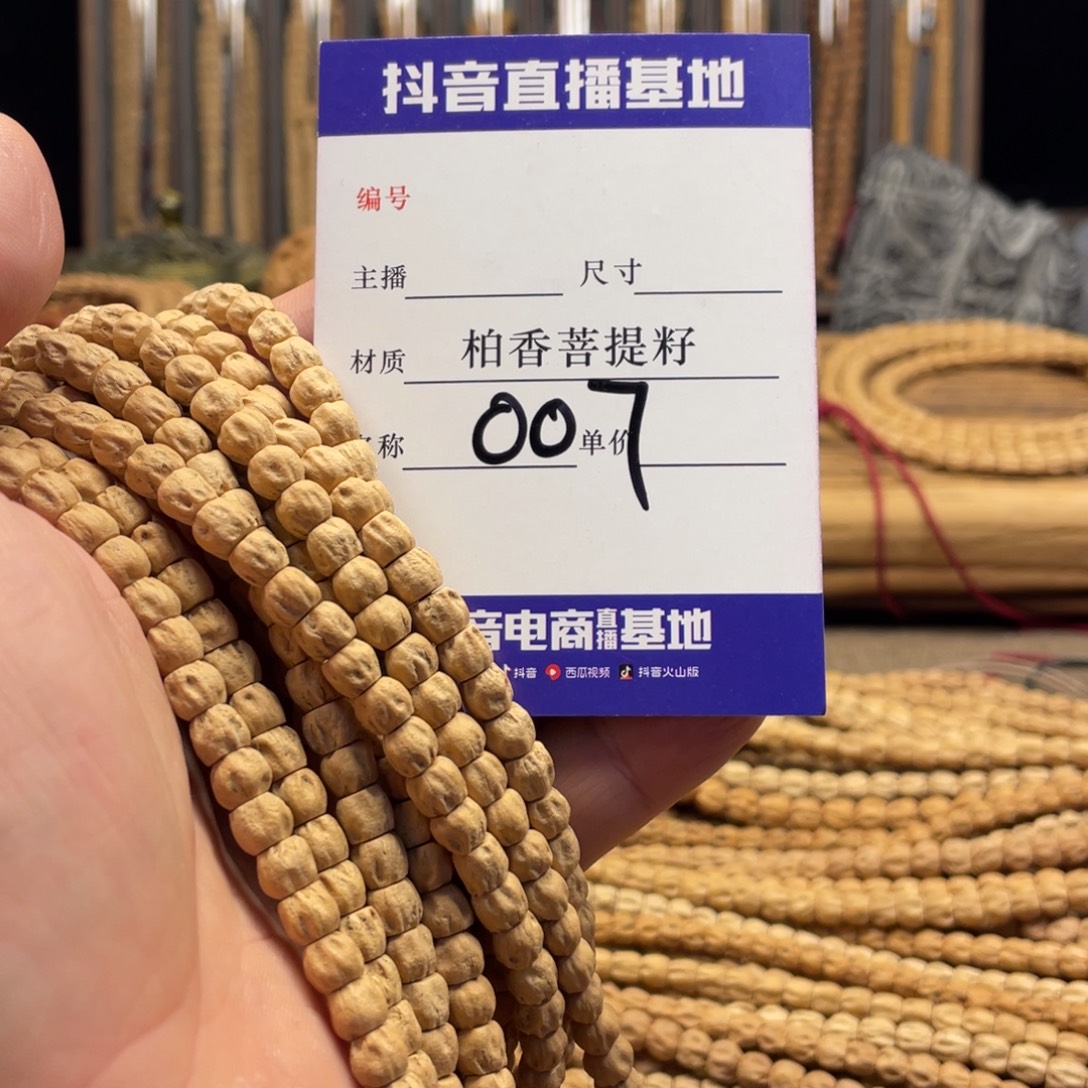 抖音直播基地
编号
主播 尺寸
材质 柏香菩提籽
称 007 单价
音电商直播基地
抖音 西瓜视频 抖音火山版